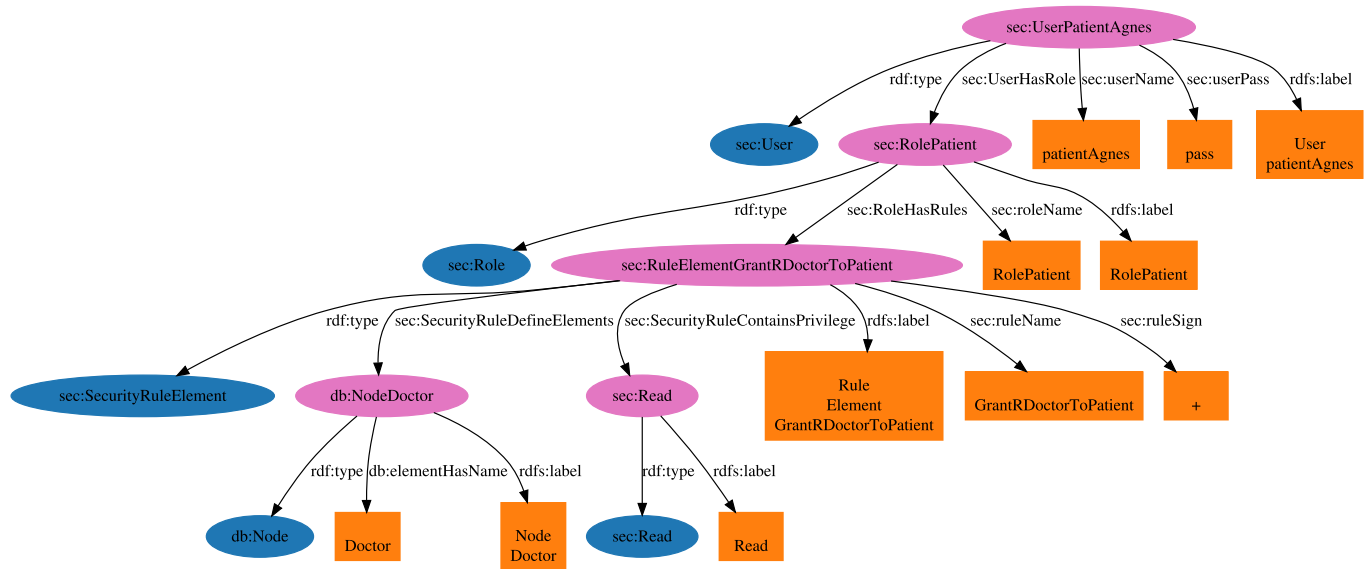 sec:UserPatientAgnes
rdf:type
sec:UserHasRole
sec:userName
sec:userPass
rdfs:label
sec:User
sec:RolePatient
patientAgnes
pass
User
patientAgnes
rdf:type
sec:RoleHasRules
sec:roleName
rdfs:label
sec:Role
sec:RuleElementGrantRDoctorToPatient
RolePatient
RolePatient
rdf:type
sec:SecurityRuleDefineElements
sec:SecurityRuleContainsPrivilege
rdfs:label
sec:ruleName
sec:ruleSign
sec:SecurityRuleElement
db:NodeDoctor
sec:Read
Rule
Element
GrantRDoctorToPatient
GrantRDoctorToPatient
+
rdf:type
db:elementHasName
rdfs:label
rdf:type
rdfs:label
db:Node
Doctor
Node
Doctor
sec:Read
Read